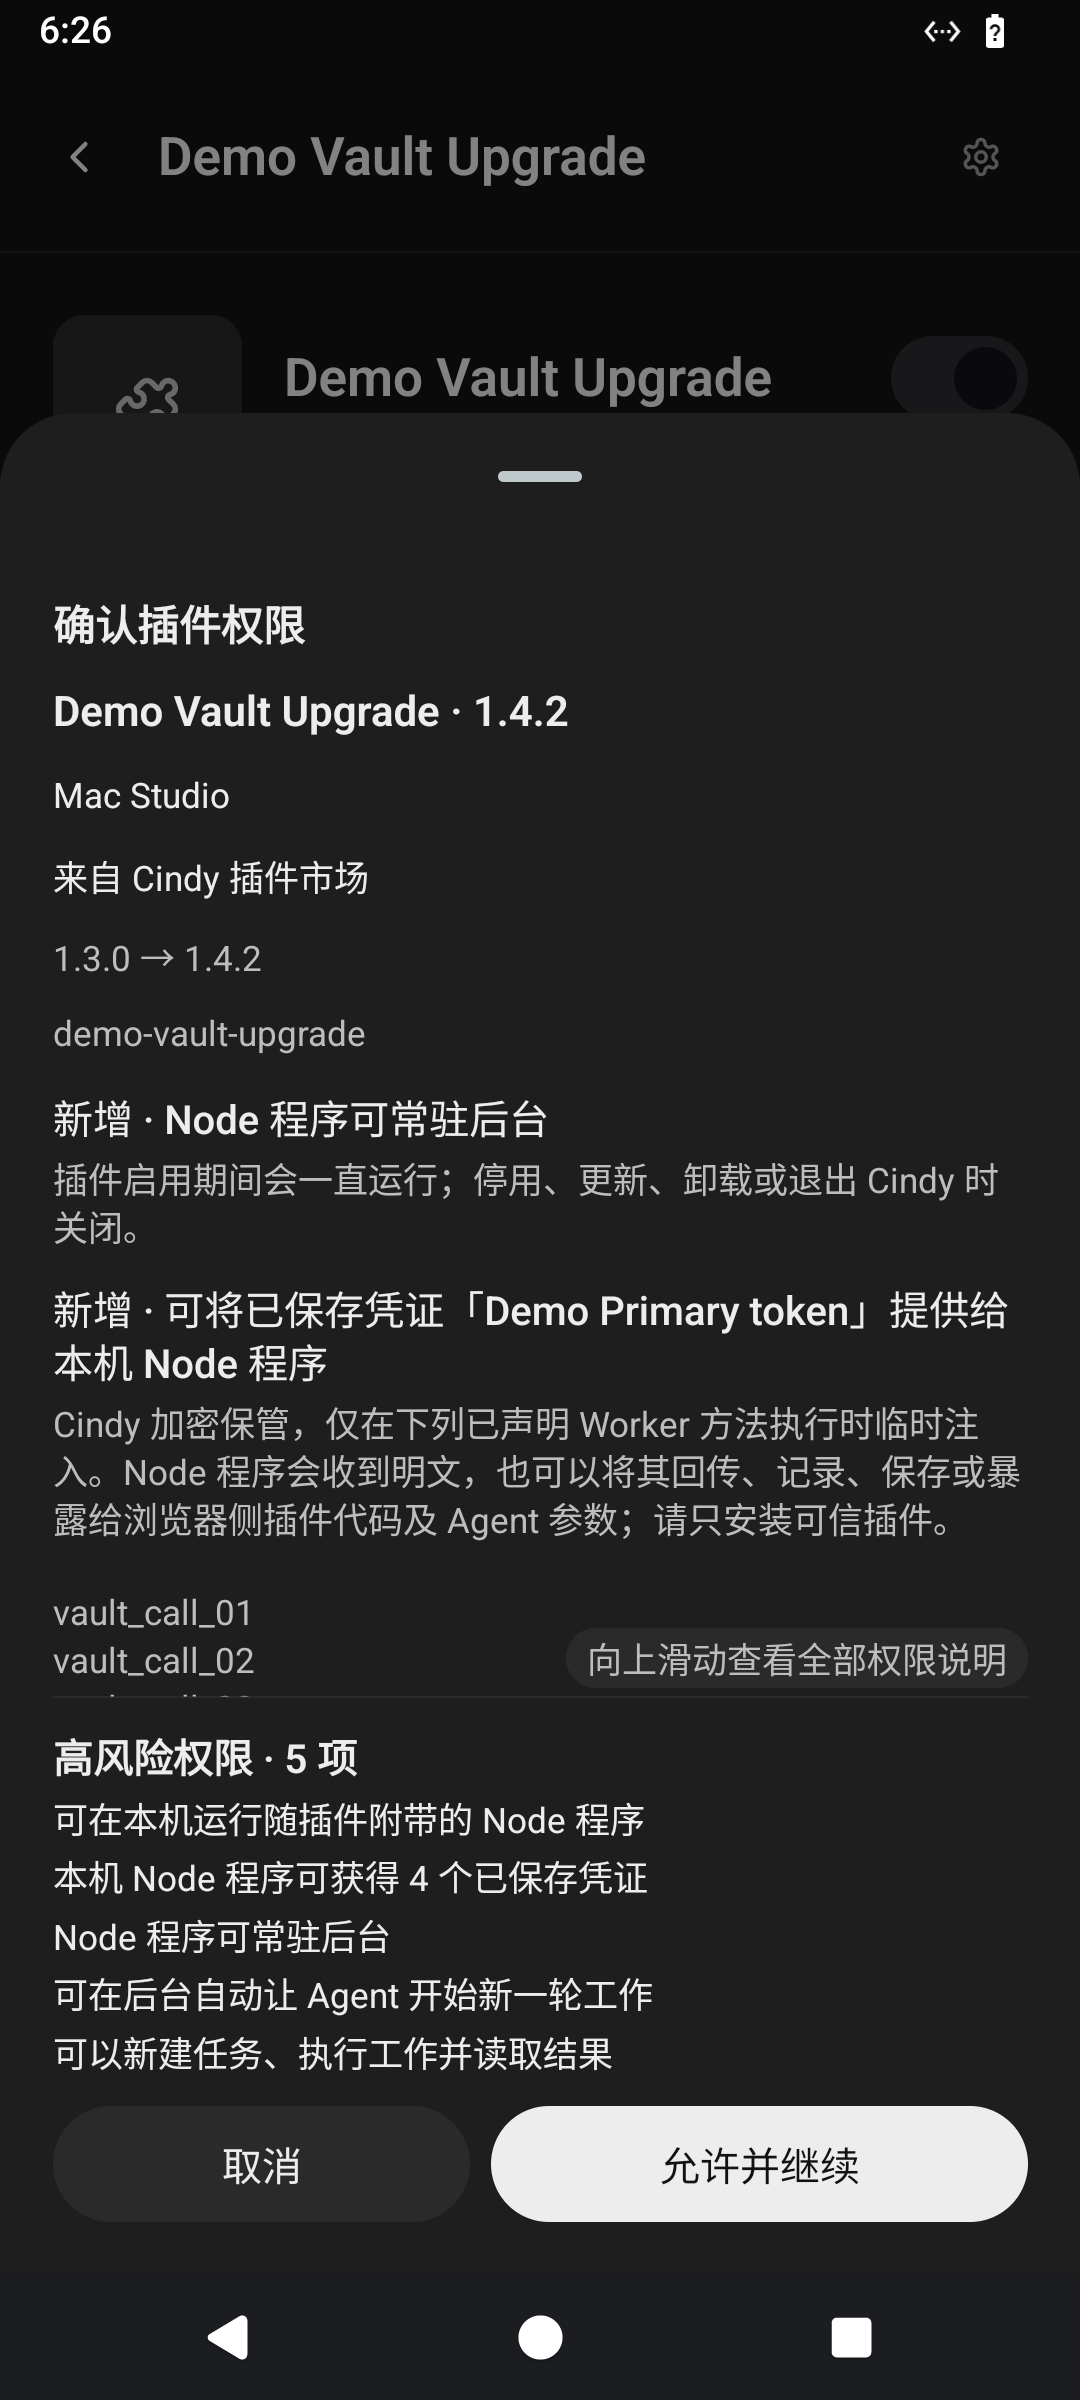 6:26
Demo Vault Upgrade
Demo Vault Upgrade
确认插件权限
Demo Vault Upgrade · 1.4.2
Mac Studio
来自 Cindy 插件市场
1.3.0 → 1.4.2
demo-vault-upgrade
新增 · Node 程序可常驻后台
插件启用期间会一直运行；停用、更新、卸载或退出 Cindy 时
关闭。
新增 · 可将已保存凭证「Demo Primary token」提供给
本机 Node 程序
Cindy 加密保管，仅在下列已声明 Worker 方法执行时临时注
入。Node 程序会收到明文，也可以将其回传、记录、保存或暴
露给浏览器侧插件代码及 Agent 参数；请只安装可信插件。
vault_call_01
vault_call_02
向上滑动查看全部权限说明
高风险权限 · 5 项
可在本机运行随插件附带的 Node 程序
本机 Node 程序可获得 4 个已保存凭证
Node 程序可常驻后台
可在后台自动让 Agent 开始新一轮工作
可以新建任务、执行工作并读取结果
取消
允许并继续